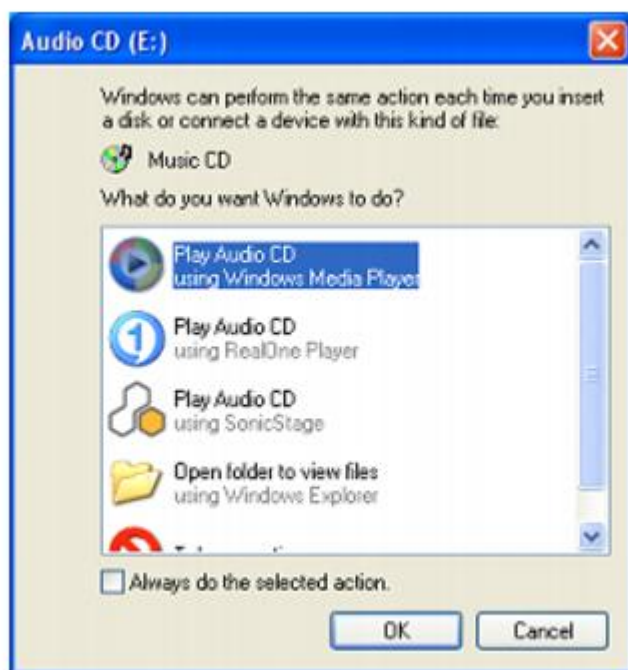 Audio CD (E:)
Windows can perform the same action each time you insert
a disk or connect a device with this kind of file:
Music CD
What do you want Windows to do?
Play Audio CD
using Windows Media Player
Play Audio CD
using RealOne Player
Play Audio CD
using SonicStage
Open folder to view files
using Windows Explorer
Always do the selected action.
OK
Cancel